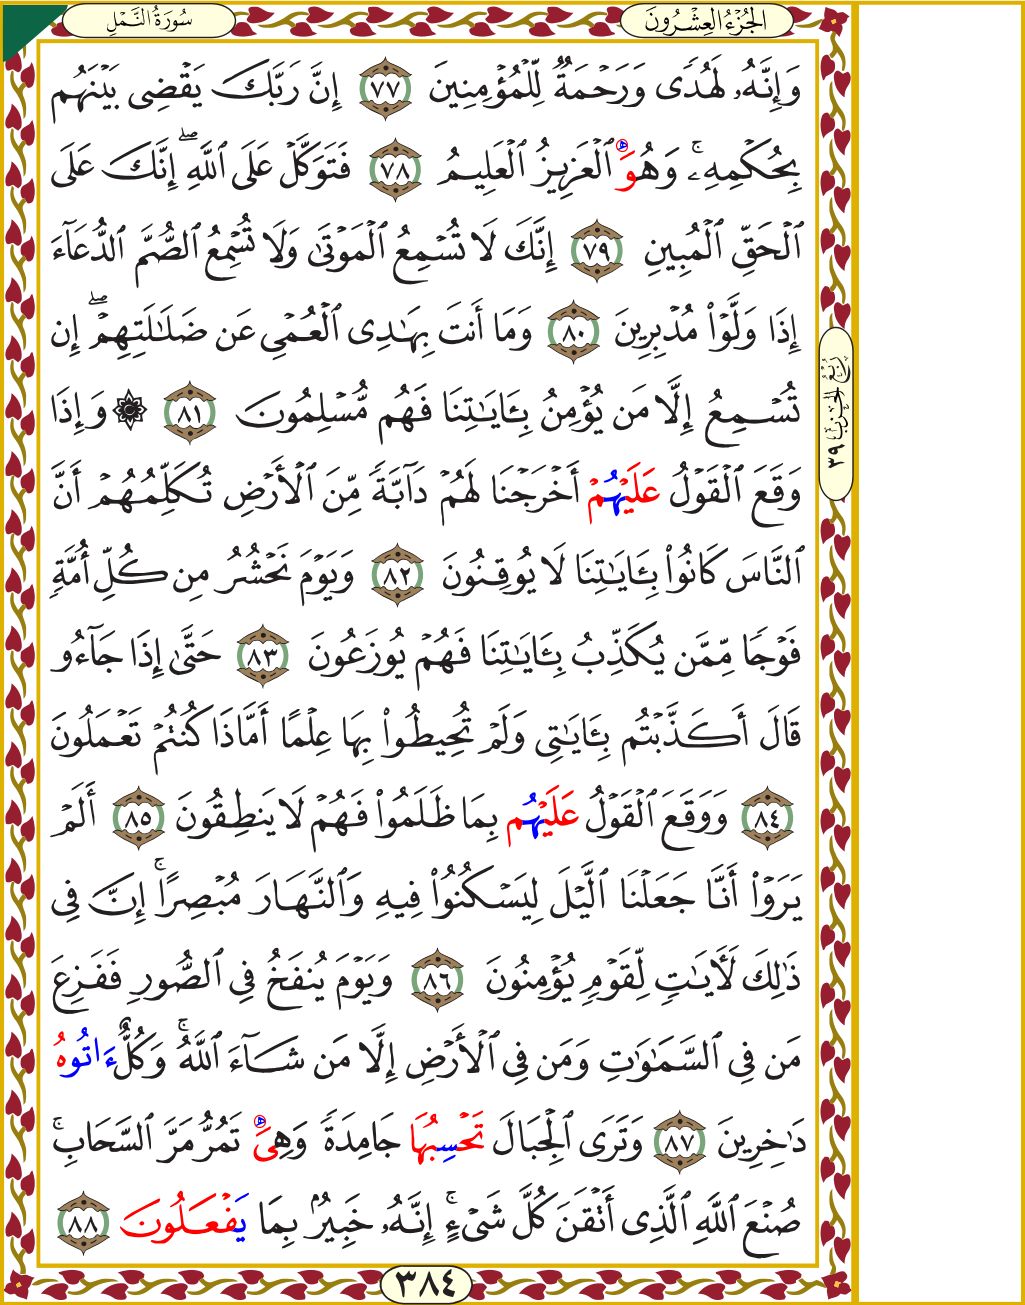 الجُزْءُ العِشْرُونَ
سُورَةُ النَّمْلِ
وَإِنَّهُۥ لَهُدٗى وَرَحۡمَةٞ لِّلۡمُؤۡمِنِينَ ٧٧ إِنَّ رَبَّكَ يَقۡضِي بَيۡنَهُم
بِحُكۡمِهِۦۚ وَهُوَ ٱلۡعَزِيزُ ٱلۡعَلِيمُ ٧٨ فَتَوَكَّلۡ عَلَى ٱللَّهِۖ إِنَّكَ عَلَى
ٱلۡحَقِّ ٱلۡمُبِينِ ٧٩ إِنَّكَ لَا تُسۡمِعُ ٱلۡمَوۡتَىٰ وَلَا تُسۡمِعُ ٱلصُّمَّ ٱلدُّعَآءَ
إِذَا وَلَّوۡاْ مُدۡبِرِينَ ٨٠ وَمَآ أَنتَ بِهَٰدِي ٱلۡعُمۡيِ عَن ضَلَٰلَتِهِمۡۖ إِن
تُسۡمِعُ إِلَّا مَن يُؤۡمِنُ بِـَٔايَٰتِنَا فَهُم مُّسۡلِمُونَ ٨١ ۞ وَإِذَا
وَقَعَ ٱلۡقَوۡلُ عَلَيۡهُمۡ أَخۡرَجۡنَا لَهُمۡ دَآبَّةٗ مِّنَ ٱلۡأَرۡضِ تُكَلِّمُهُمۡ أَنَّ
ٱلنَّاسَ كَانُواْ بِـَٔايَٰتِنَا لَا يُوقِنُونَ ٨٢ وَيَوۡمَ نَحۡشُرُ مِن كُلِّ أُمَّةٖ
فَوۡجٗا مِّمَّن يُكَذِّبُ بِـَٔايَٰتِنَا فَهُمۡ يُوزَعُونَ ٨٣ حَتَّىٰٓ إِذَا جَآءُو
قَالَ أَكَذَّبۡتُم بِـَٔايَٰتِي وَلَمۡ تُحِيطُواْ بِهَا عِلۡمًا أَمَّاذَا كُنتُمۡ تَعۡمَلُونَ
٨٤ وَوَقَعَ ٱلۡقَوۡلُ عَلَيۡهُم بِمَا ظَلَمُواْ فَهُمۡ لَا يَنطِقُونَ ٨٥ أَلَمۡ
يَرَوۡاْ أَنَّا جَعَلۡنَا ٱلَّيۡلَ لِيَسۡكُنُواْ فِيهِ وَٱلنَّهَارَ مُبۡصِرًاۚ إِنَّ فِي
ذَٰلِكَ لَأٓيَٰتٖ لِّقَوۡمٖ يُؤۡمِنُونَ ٨٦ وَيَوۡمَ يُنفَخُ فِي ٱلصُّورِ فَفَزِعَ
مَن فِي ٱلسَّمَٰوَٰتِ وَمَن فِي ٱلۡأَرۡضِ إِلَّا مَن شَآءَ ٱللَّهُۚ وَكُلٌّ ءَاتُوهُ
دَٰخِرِينَ ٨٧ وَتَرَى ٱلۡجِبَالَ تَحۡسِبُهَا جَامِدَةٗ وَهِيَ تَمُرُّ مَرَّ ٱلسَّحَابِۚ
صُنۡعَ ٱللَّهِ ٱلَّذِيٓ أَتۡقَنَ كُلَّ شَيۡءٍۚ إِنَّهُۥ خَبِيرُۢ بِمَا يَفۡعَلُونَ ٨٨
رُبْعُ الحِزْبِ ٣٩
٣٨٤